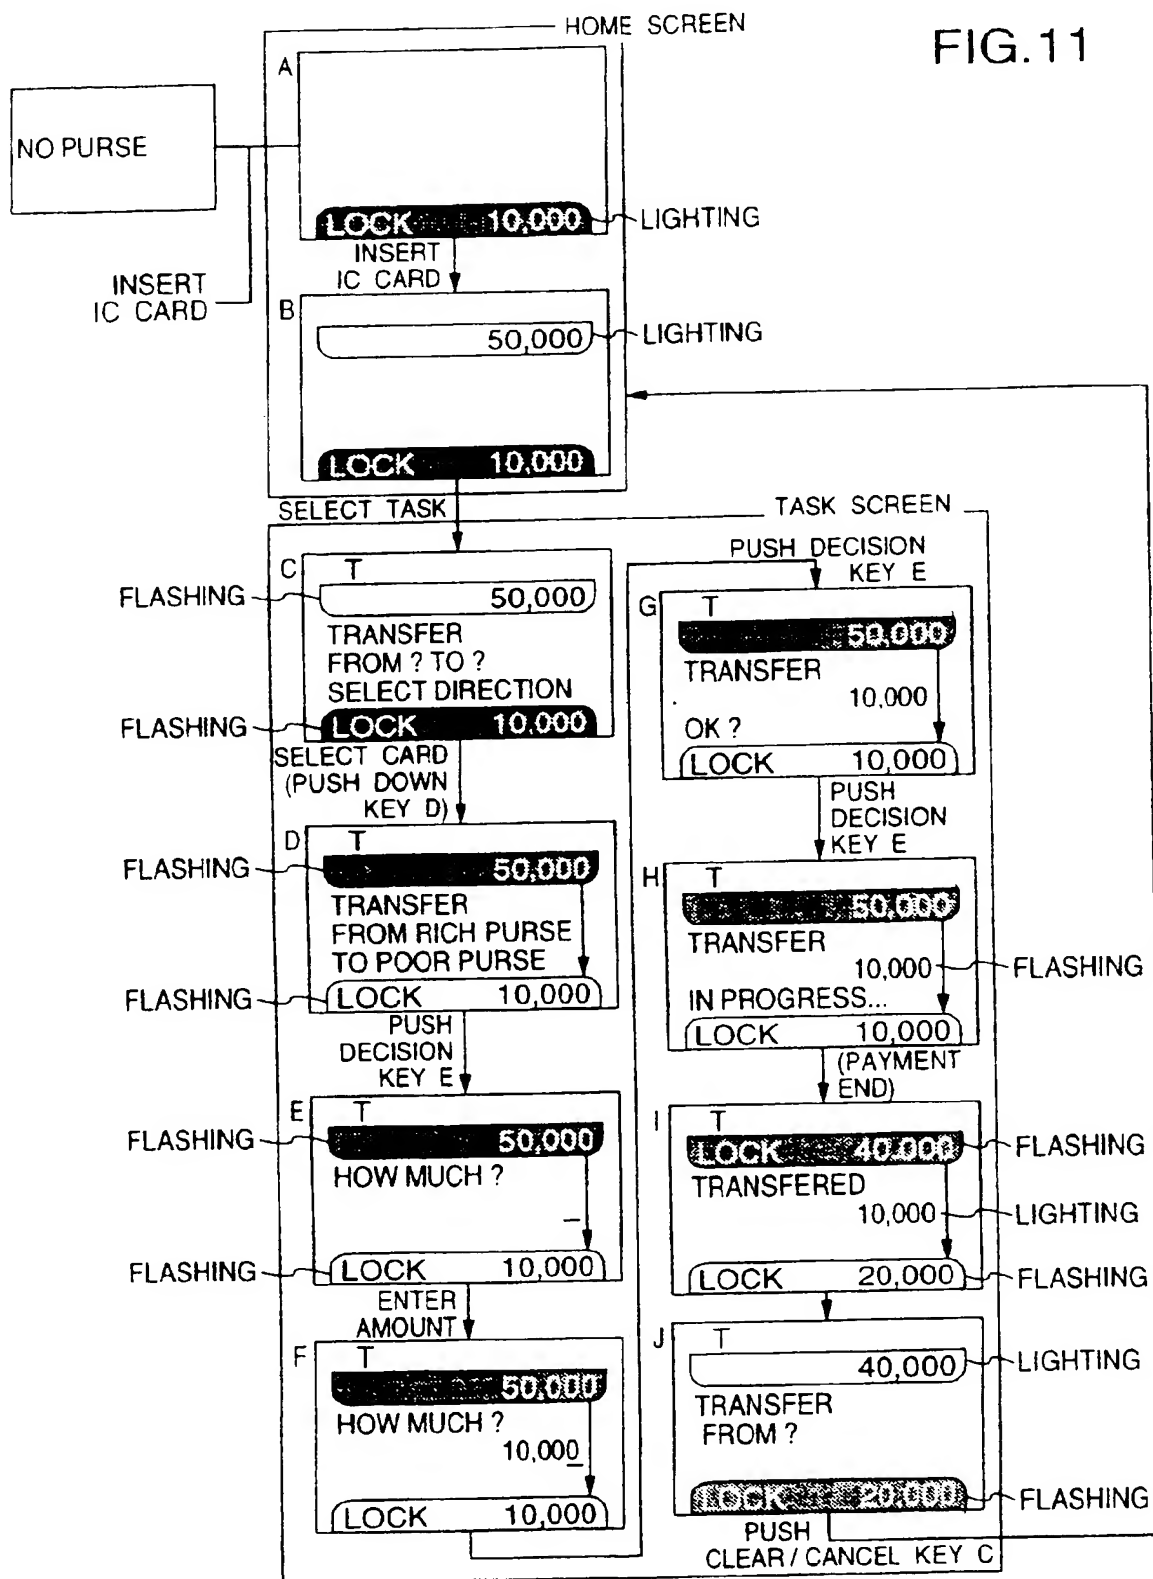 HOME SCREEN
FIG.11
A
NO PURSE
LOCK 10,000
LIGHTING
INSERT
IC CARD
INSERT
IC CARD
B
50,000
LIGHTING
LOCK 10,000
SELECT TASK
TASK SCREEN
C
T
FLASHING
50,000
TRANSFER
FROM ? TO ?
SELECT DIRECTION
FLASHING
LOCK 10,000
SELECT CARD
(PUSH DOWN
KEY D)
D
T
FLASHING
50,000
TRANSFER
FROM RICH PURSE
TO POOR PURSE
FLASHING
LOCK 10,000
PUSH
DECISION
KEY E
E
T
FLASHING
50,000
HOW MUCH ?
_
FLASHING
LOCK 10,000
ENTER
AMOUNT
F
T
50,000
HOW MUCH ?
10,000
LOCK 10,000
PUSH DECISION
KEY E
G
T
50,000
TRANSFER
10,000
OK ?
LOCK 10,000
PUSH
DECISION
KEY E
H
T
50,000
TRANSFER
10,000
FLASHING
IN PROGRESS...
LOCK 10,000
(PAYMENT
END)
I
T
LOCK 40,000
FLASHING
TRANSFERED
10,000
LIGHTING
LOCK 20,000
FLASHING
J
T
40,000
LIGHTING
TRANSFER
FROM ?
LOCK 20,000
FLASHING
PUSH
CLEAR / CANCEL KEY C